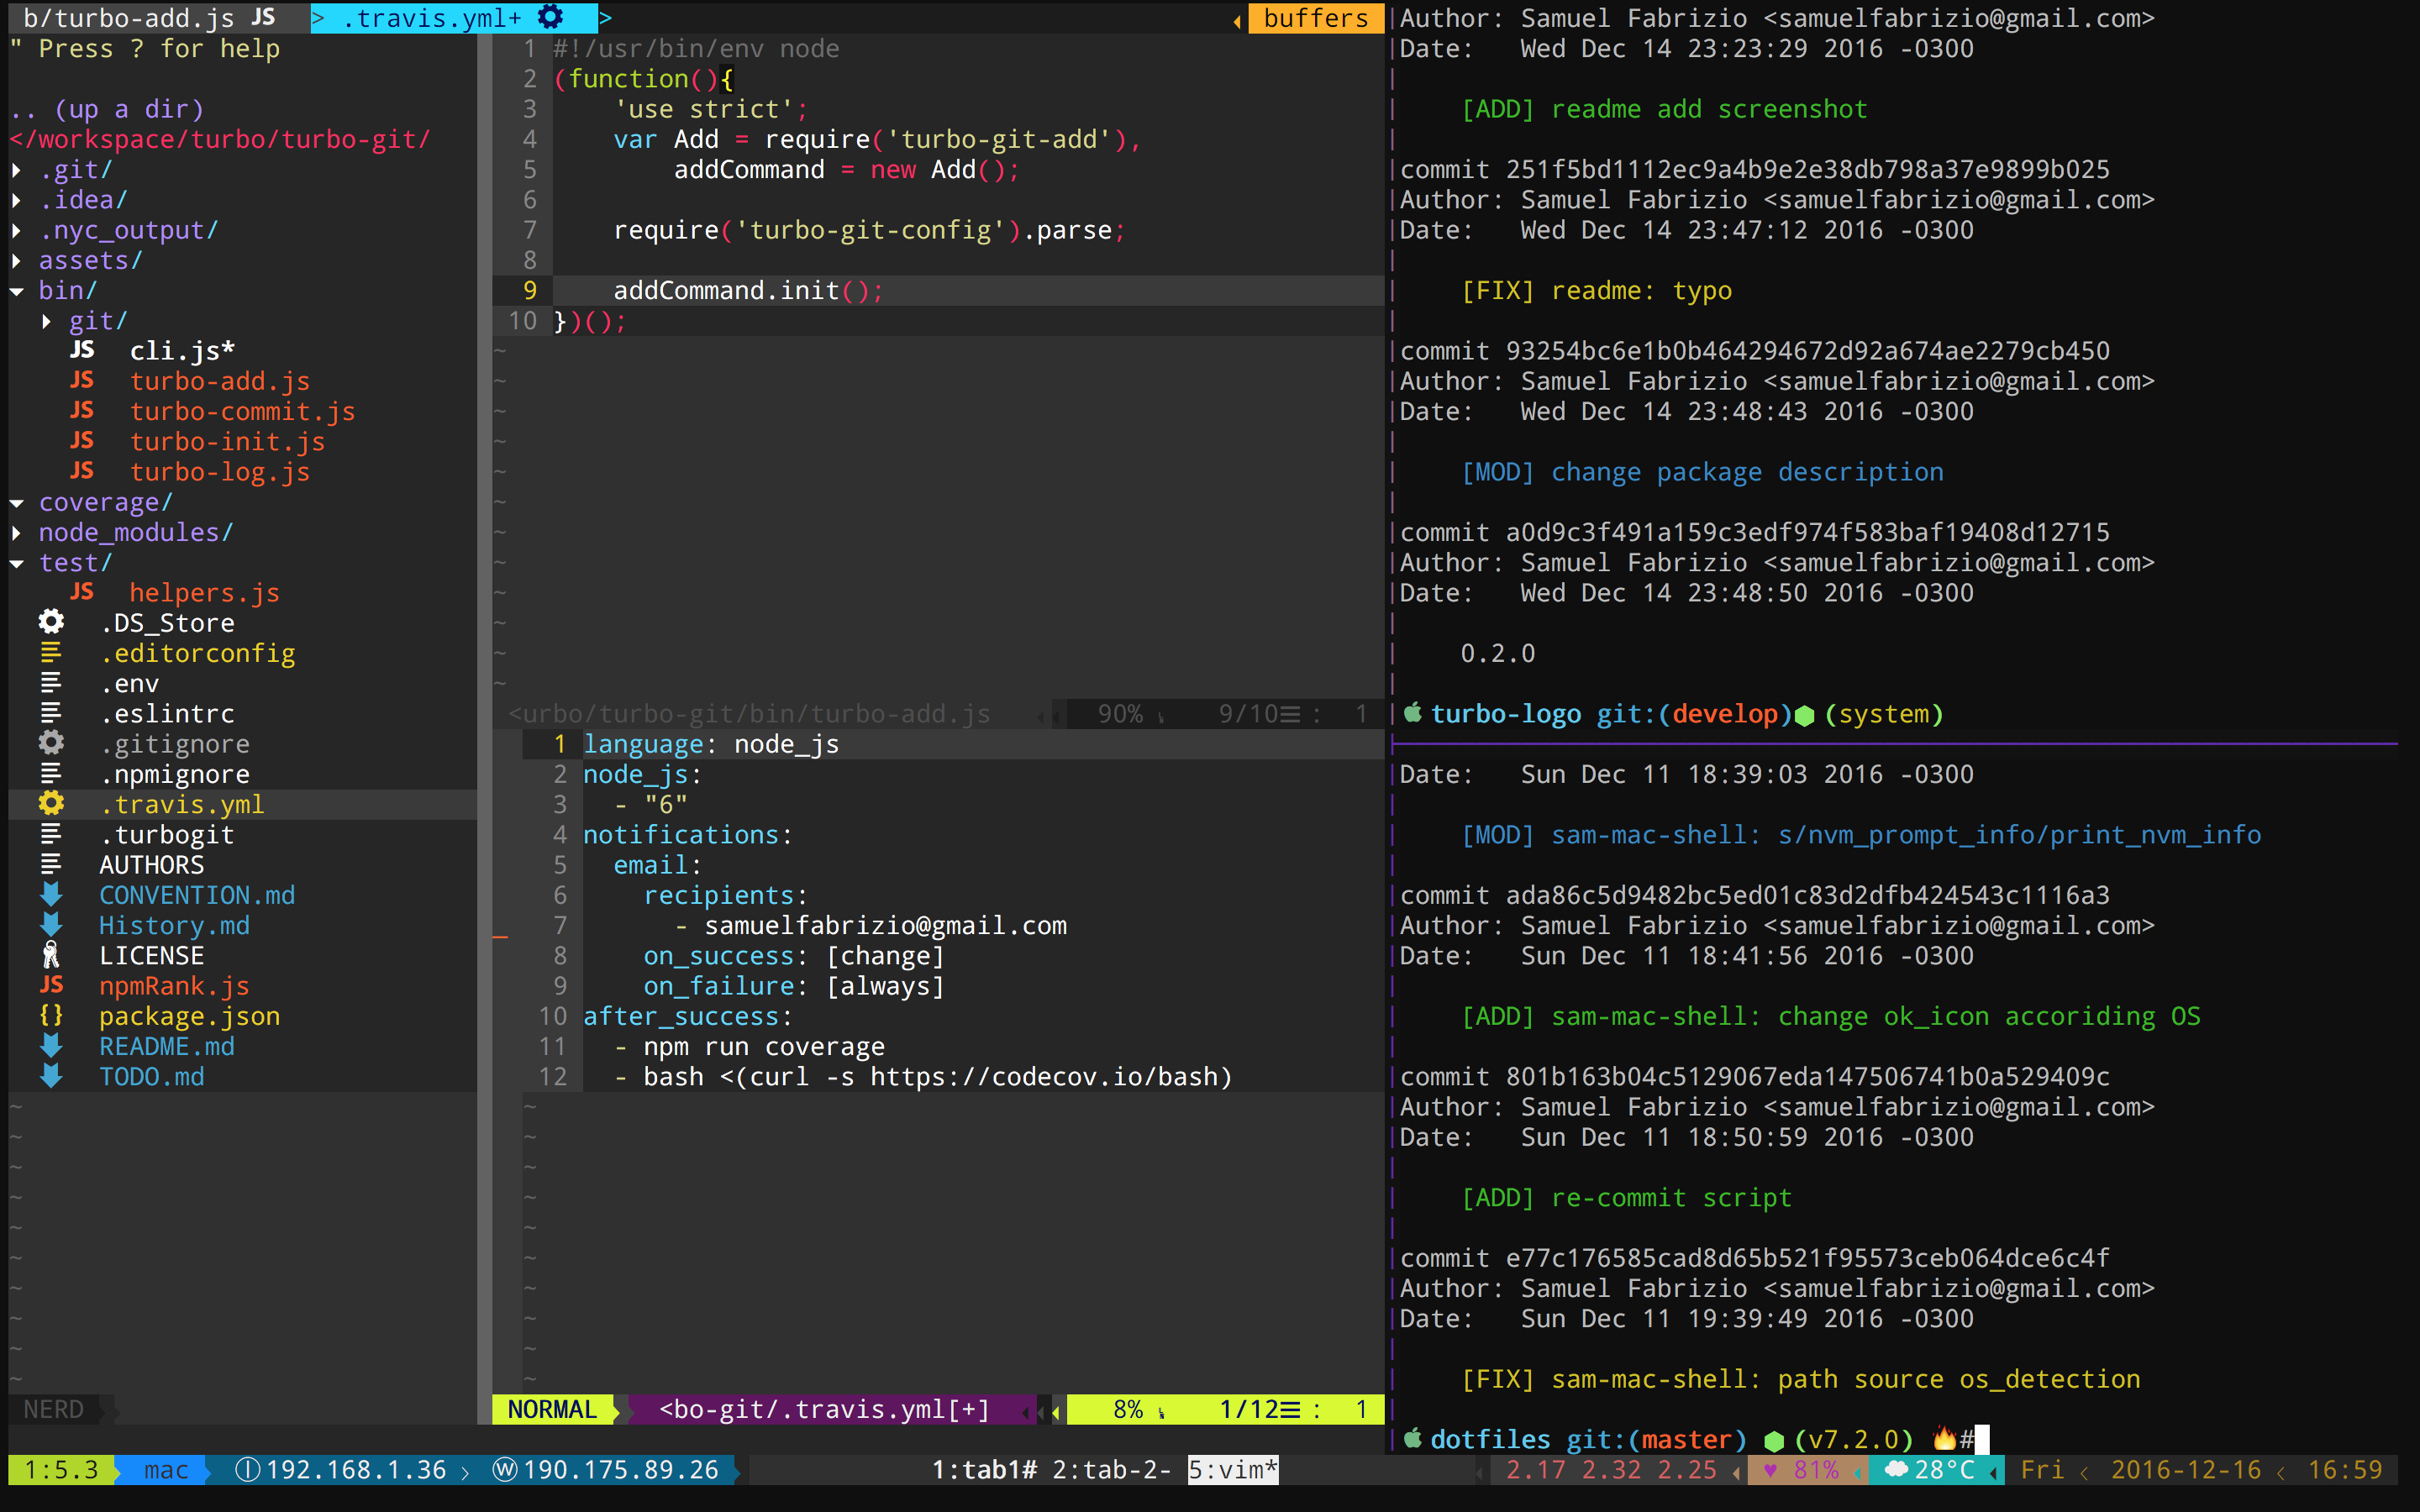 b/turbo-add.js JS > .travis.yml+ >
buffers
" Press ? for help
.. (up a dir)
</workspace/turbo/turbo-git/
.git/
.idea/
.nyc_output/
assets/
bin/
git/
JS cli.js*
JS turbo-add.js
JS turbo-commit.js
JS turbo-init.js
JS turbo-log.js
coverage/
node_modules/
test/
JS helpers.js
.DS_Store
.editorconfig
.env
.eslintrc
.gitignore
.npmignore
.travis.yml
.turbogit
AUTHORS
CONVENTION.md
History.md
LICENSE
JS npmRank.js
{} package.json
README.md
TODO.md
NERD
1 #!/usr/bin/env node
2 (function(){
3 'use strict';
4 var Add = require('turbo-git-add'),
5 addCommand = new Add();
6
7 require('turbo-git-config').parse;
8
9 addCommand.init();
10 })();
<urbo/turbo-git/bin/turbo-add.js 90% 9/10 : 1
1 language: node_js
2 node_js:
3 - "6"
4 notifications:
5 email:
6 recipients:
7 - samuelfabrizio@gmail.com
8 on_success: [change]
9 on_failure: [always]
10 after_success:
11 - npm run coverage
12 - bash <(curl -s https://codecov.io/bash)
NORMAL <bo-git/.travis.yml[+] 8% 1/12 : 1
Author: Samuel Fabrizio <samuelfabrizio@gmail.com>
Date: Wed Dec 14 23:23:29 2016 -0300
[ADD] readme add screenshot
commit 251f5bd1112ec9a4b9e2e38db798a37e9899b025
Author: Samuel Fabrizio <samuelfabrizio@gmail.com>
Date: Wed Dec 14 23:47:12 2016 -0300
[FIX] readme: typo
commit 93254bc6e1b0b464294672d92a674ae2279cb450
Author: Samuel Fabrizio <samuelfabrizio@gmail.com>
Date: Wed Dec 14 23:48:43 2016 -0300
[MOD] change package description
commit a0d9c3f491a159c3edf974f583baf19408d12715
Author: Samuel Fabrizio <samuelfabrizio@gmail.com>
Date: Wed Dec 14 23:48:50 2016 -0300
0.2.0
turbo-logo git:(develop) (system)
Date: Sun Dec 11 18:39:03 2016 -0300
[MOD] sam-mac-shell: s/nvm_prompt_info/print_nvm_info
commit ada86c5d9482bc5ed01c83d2dfb424543c1116a3
Author: Samuel Fabrizio <samuelfabrizio@gmail.com>
Date: Sun Dec 11 18:41:56 2016 -0300
[ADD] sam-mac-shell: change ok_icon accoriding OS
commit 801b163b04c5129067eda147506741b0a529409c
Author: Samuel Fabrizio <samuelfabrizio@gmail.com>
Date: Sun Dec 11 18:50:59 2016 -0300
[ADD] re-commit script
commit e77c176585cad8d65b521f95573ceb064dce6c4f
Author: Samuel Fabrizio <samuelfabrizio@gmail.com>
Date: Sun Dec 11 19:39:49 2016 -0300
[FIX] sam-mac-shell: path source os_detection
dotfiles git:(master) (v7.2.0) 🔥#
1:5.3 mac Ⓛ 192.168.1.36 > Ⓦ 190.175.89.26 1:tab1# 2:tab-2- 5:vim* 2.17 2.32 2.25 ♥ 81% 28°C Fri < 2016-12-16 < 16:59